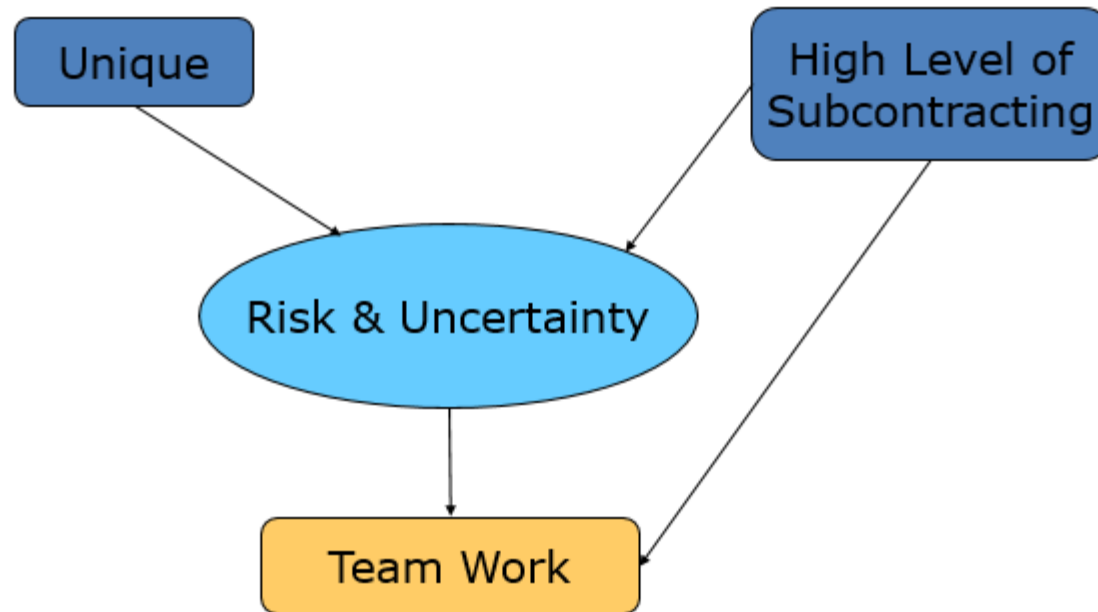 Unique
High Level of
Subcontracting
Risk & Uncertainty
Team Work